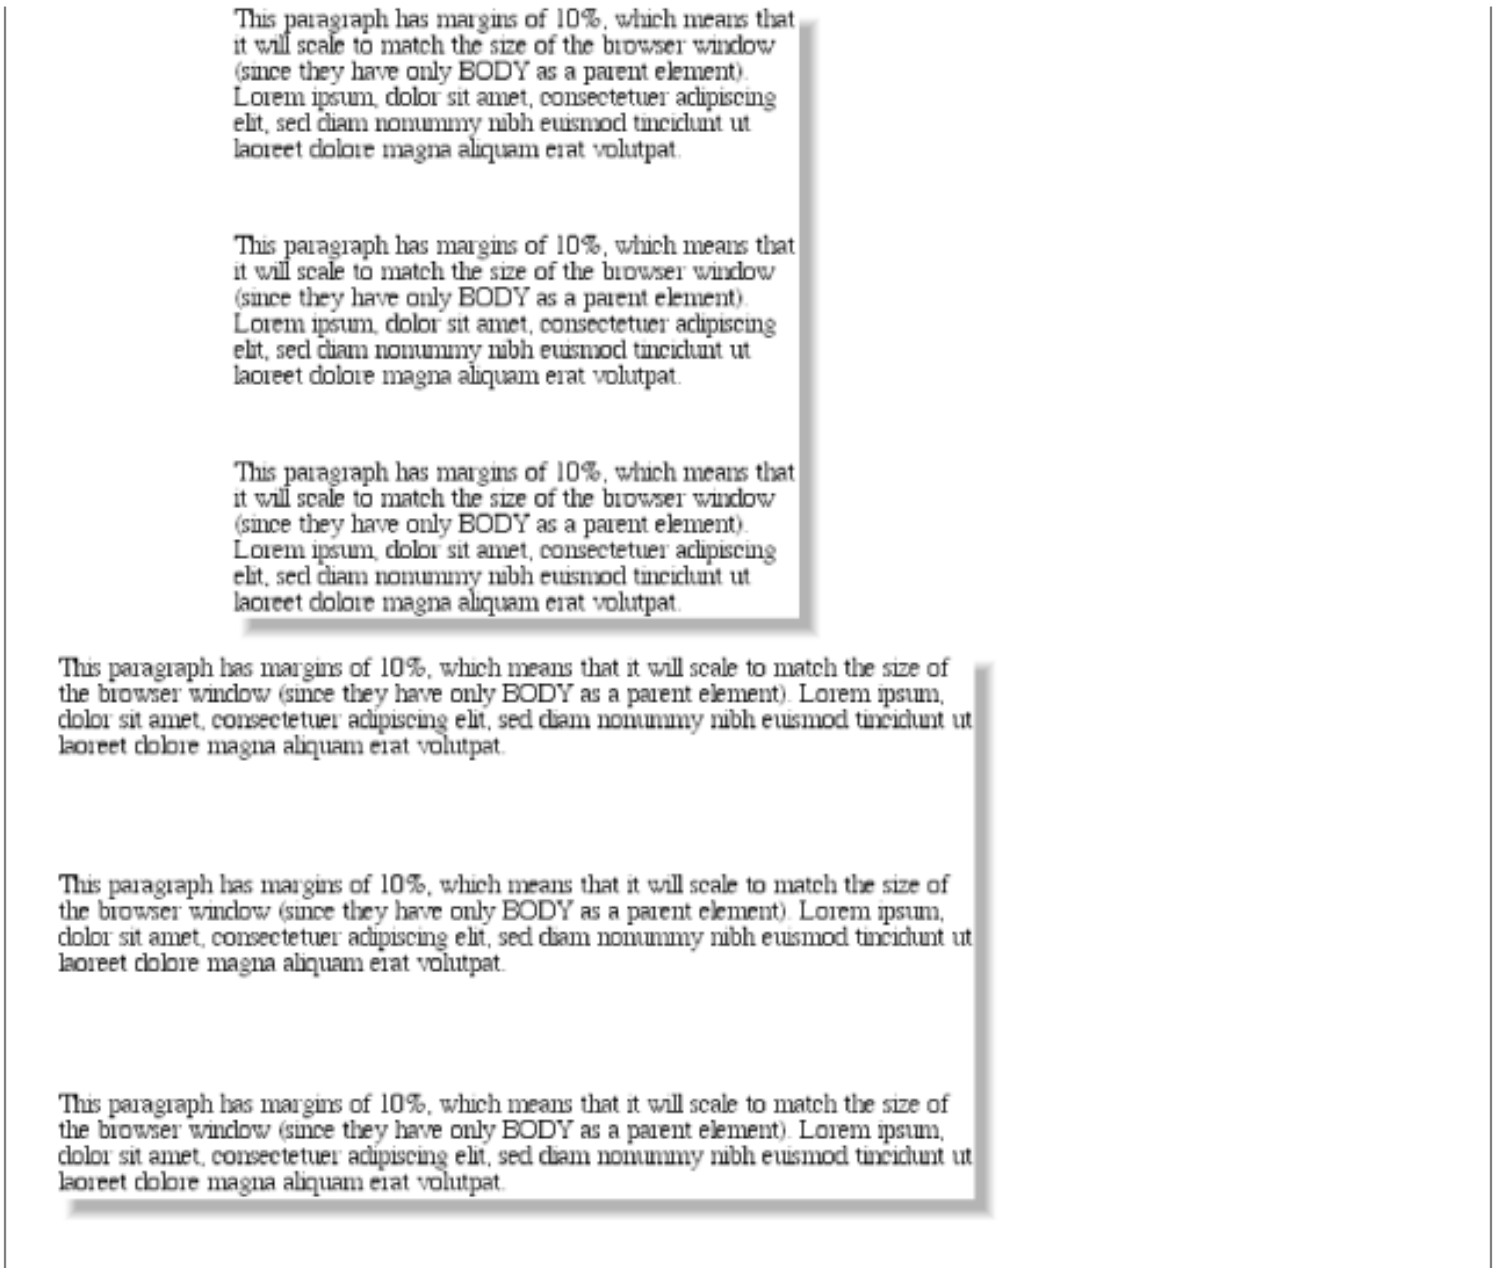 This paragraph has margins of 10%, which means that
it will scale to match the size of the browser window
(since they have only BODY as a parent element).
Lorem ipsum, dolor sit amet, consectetuer adipiscing
elit, sed diam nonummy nibh euismod tincidunt ut
laoreet dolore magna aliquam erat volutpat.
This paragraph has margins of 10%, which means that
it will scale to match the size of the browser window
(since they have only BODY as a parent element).
Lorem ipsum, dolor sit amet, consectetuer adipiscing
elit, sed diam nonummy nibh euismod tincidunt ut
laoreet dolore magna aliquam erat volutpat.
This paragraph has margins of 10%, which means that
it will scale to match the size of the browser window
(since they have only BODY as a parent element).
Lorem ipsum, dolor sit amet, consectetuer adipiscing
elit, sed diam nonummy nibh euismod tincidunt ut
laoreet dolore magna aliquam erat volutpat.
This paragraph has margins of 10%, which means that it will scale to match the size of
the browser window (since they have only BODY as a parent element). Lorem ipsum,
dolor sit amet, consectetuer adipiscing elit, sed diam nonummy nibh euismod tincidunt ut
laoreet dolore magna aliquam erat volutpat.
This paragraph has margins of 10%, which means that it will scale to match the size of
the browser window (since they have only BODY as a parent element). Lorem ipsum,
dolor sit amet, consectetuer adipiscing elit, sed diam nonummy nibh euismod tincidunt ut
laoreet dolore magna aliquam erat volutpat.
This paragraph has margins of 10%, which means that it will scale to match the size of
the browser window (since they have only BODY as a parent element). Lorem ipsum,
dolor sit amet, consectetuer adipiscing elit, sed diam nonummy nibh euismod tincidunt ut
laoreet dolore magna aliquam erat volutpat.